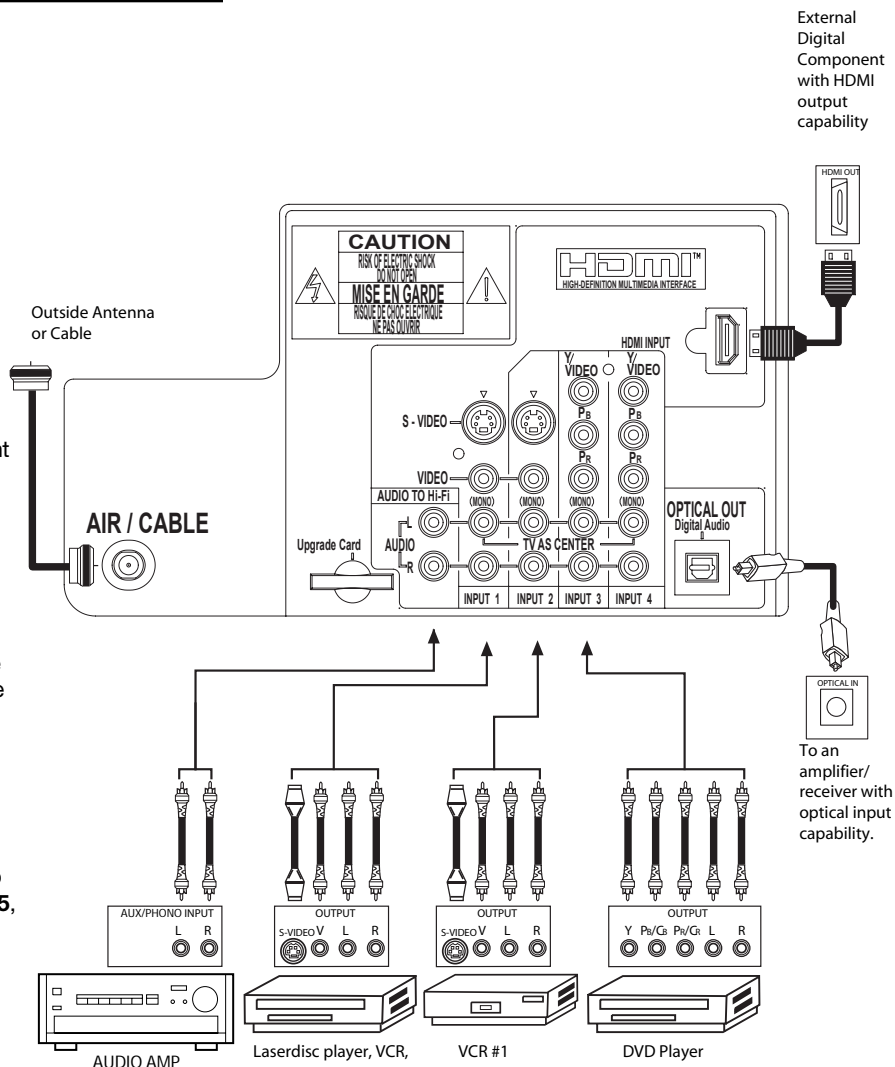 External
Digital
Component
with HDMI
output
capability
HDMI OUT
CAUTION
RISK OF ELECTRIC SHOCK
DO NOT OPEN
MISE EN GARDE
RISQUE DE CHOC ELECTRIQUE
NE PAS OUVRIR
HDMI™
HIGH-DEFINITION MULTIMEDIA INTERFACE
Outside Antenna
or Cable
HDMI INPUT
Y/
VIDEO
Y/
VIDEO
PB
PB
S - VIDEO
PR
PR
VIDEO
(MONO)
(MONO)
(MONO)
(MONO)
AUDIO TO Hi-Fi
OPTICAL OUT
Digital Audio
AIR / CABLE
L
Upgrade Card
AUDIO
TV AS CENTER
R
INPUT 1
INPUT 2
INPUT 3
INPUT 4
5,
OPTICAL IN
To an
amplifier/
receiver with
optical input
capability.
AUX/PHONO INPUT
L R
OUTPUT
S-VIDEO V L R
OUTPUT
S-VIDEO V L R
OUTPUT
Y PB/CB PR/CR L R
AUDIO AMP
Laserdisc player, VCR,
VCR #1
DVD Player